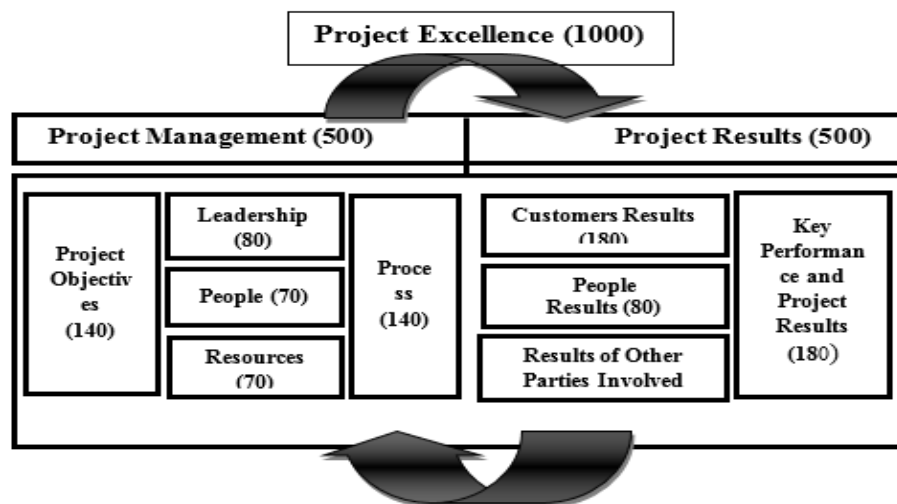 Project Excellence (1000)
Project Management (500)
Project Results (500)
Project
Objectiv
es
(140)
Leadership
(80)
People (70)
Resources
(70)
Proce
ss
(140)
Customers Results
(180)
People
Results (80)
Results of Other
Parties Involved
Key
Performan
ce and
Project
Results
(180)